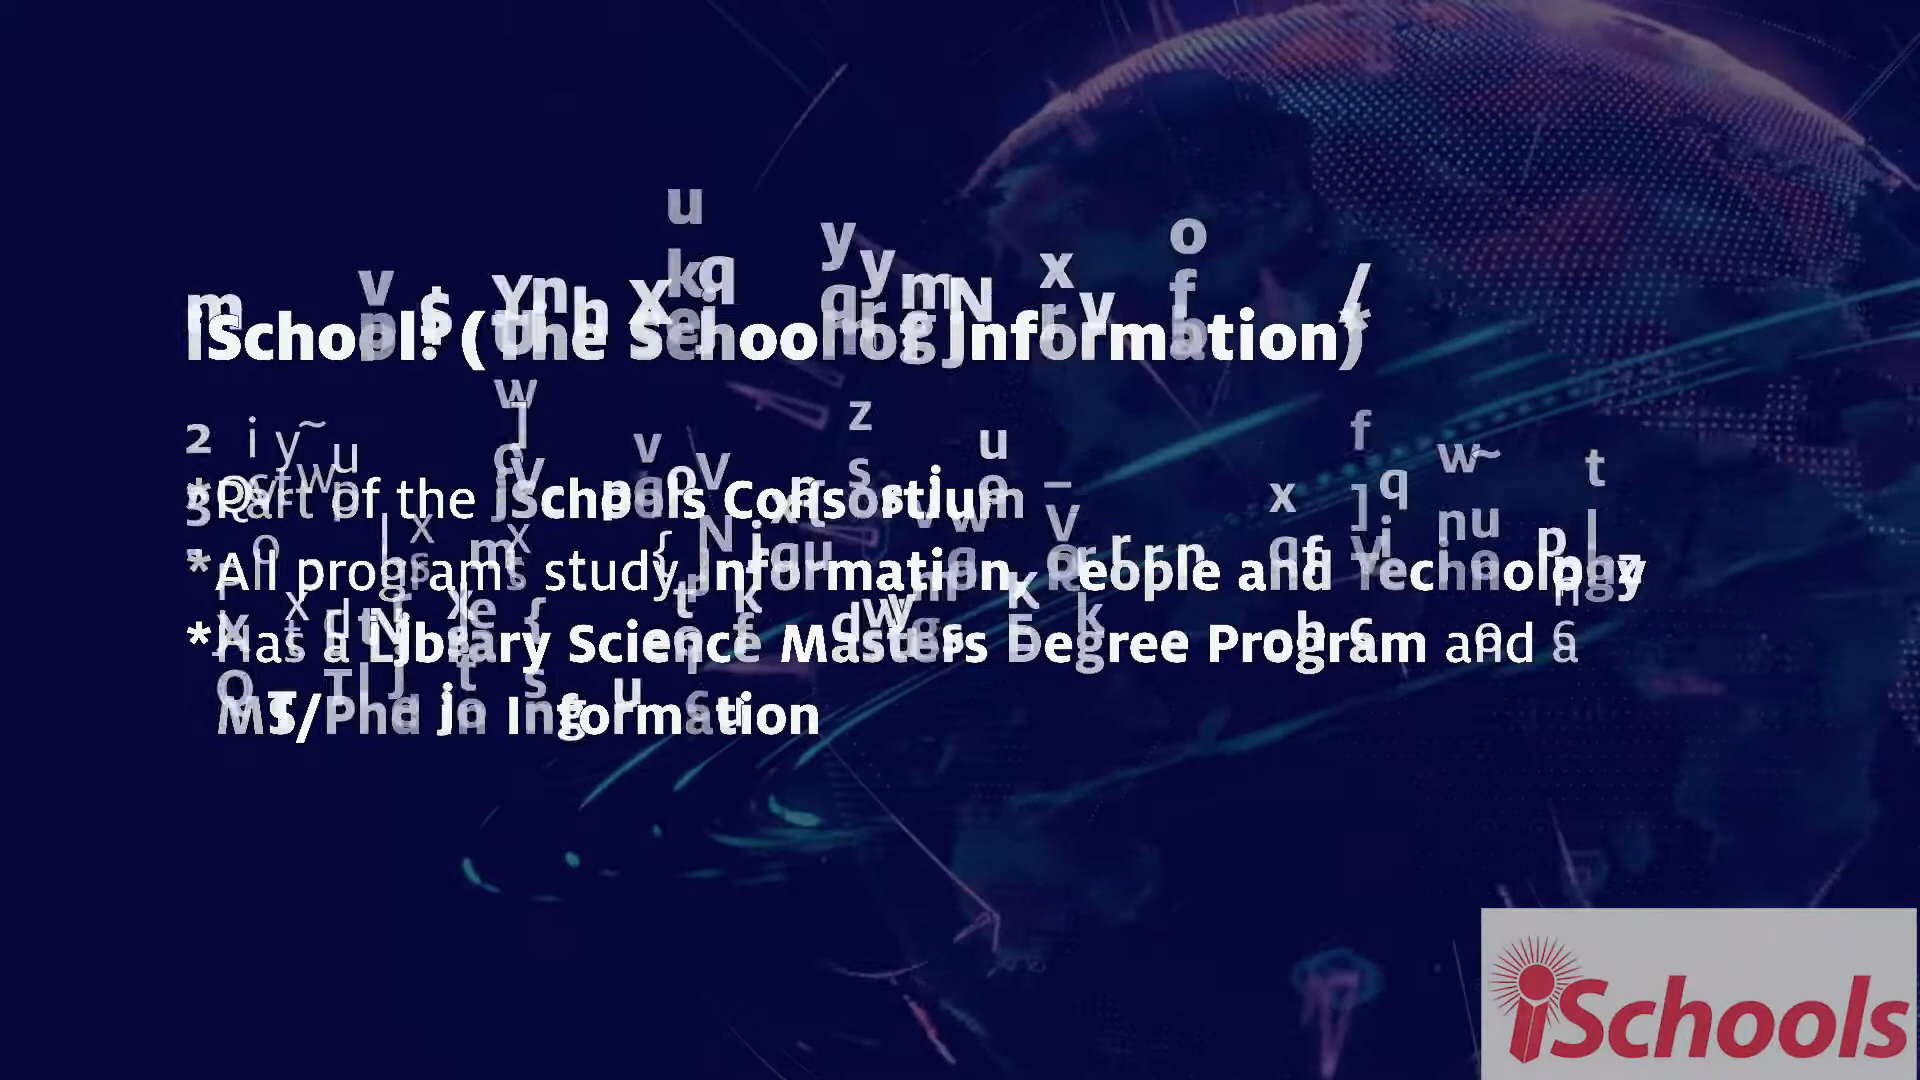 ISchool? (The School of Information)
*Part of the iSchools Consortium
*All programs study Information, People and Technology
*Has a Library Science Masters Degree Program and a
MS/Phd in Information
iSchools